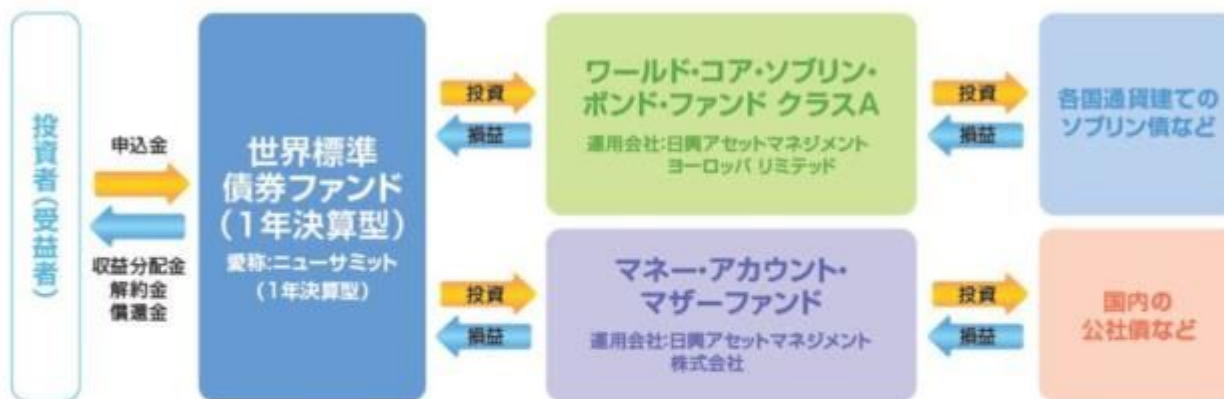 投資者(受益者)
申込金
収益分配金
解約金
償還金
世界標準
債券ファンド
(1年決算型)
愛称:ニューサミット
(1年決算型)
投資
損益
ワールド・コア・ソブリン・
ボンド・ファンド クラスA
運用会社:日興アセットマネジメント
ヨーロッパ リミテッド
投資
損益
各国通貨建ての
ソブリン債など
投資
損益
マネー・アカウント・
マザーファンド
運用会社:日興アセットマネジメント
株式会社
投資
損益
国内の
公社債など